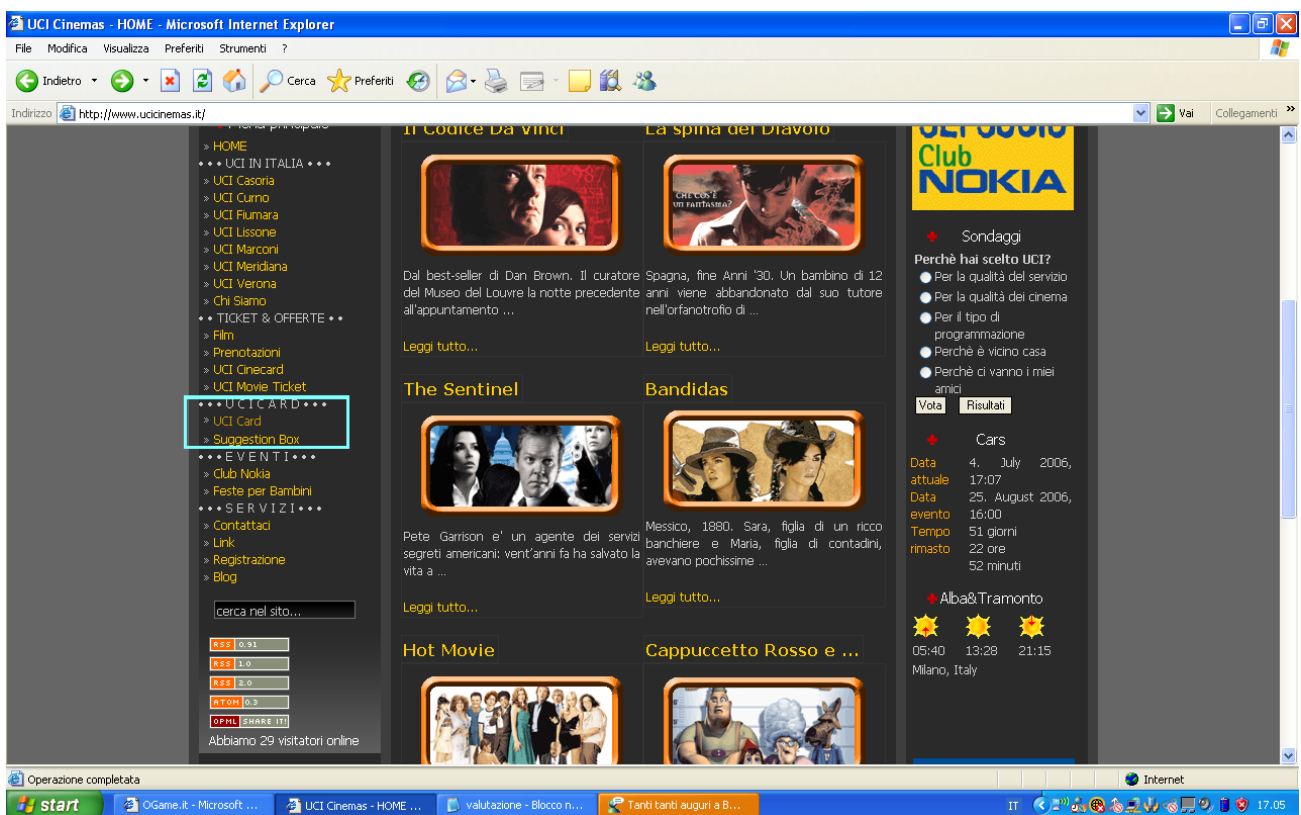 UCI Cinemas - HOME - Microsoft Internet Explorer
File Modifica Visualizza Preferiti Strumenti ?
Indietro Cerca Preferiti
Indirizzo http://www.ucicinemas.it/ Vai Collegamenti »
Menu principale
» HOME
• • • UCI IN ITALIA • • •
» UCI Casoria
» UCI Curno
» UCI Fiumara
» UCI Lissone
» UCI Marconi
» UCI Meridiana
» UCI Verona
» Chi Siamo
• • TICKET & OFFERTE • •
» Film
» Prenotazioni
» UCI Cinecard
» UCI Movie Ticket
• • • U C I C A R D • • •
» UCI Card
» Suggestion Box
• • • E V E N T I • • •
» Club Nokia
» Feste per Bambini
• • • S E R V I Z I • • •
» Contattaci
» Link
» Registrazione
» Blog
cerca nel sito...
RSS 0.91
RSS 1.0
RSS 2.0
ATOM 0.3
OPML SHARE IT!
Abbiamo 29 visitatori online
Il Codice Da Vinci
Dal best-seller di Dan Brown. Il curatore
del Museo del Louvre la notte precedente
all'appuntamento ...
Leggi tutto...
La spina del Diavolo
CHE COS'È
UN FANTASMA?
Spagna, fine Anni '30. Un bambino di 12
anni viene abbandonato dal suo tutore
nell'orfanotrofio di ...
Leggi tutto...
The Sentinel
Pete Garrison e' un agente dei servizi
segreti americani: vent'anni fa ha salvato la
vita a ...
Leggi tutto...
Bandidas
Messico, 1880. Sara, figlia di un ricco
banchiere e Maria, figlia di contadini,
avevano pochissime ...
Leggi tutto...
Hot Movie
Cappuccetto Rosso e ...
Club
NOKIA
Sondaggi
Perchè hai scelto UCI?
Per la qualità del servizio
Per la qualità dei cinema
Per il tipo di
programmazione
Perchè è vicino casa
Perchè ci vanno i miei
amici
Vota Risultati
Cars
Data 4. July 2006,
attuale 17:07
Data 25. August 2006,
evento 16:00
Tempo 51 giorni
rimasto 22 ore
52 minuti
Alba&Tramonto
05:40 13:28 21:15
Milano, Italy
Operazione completata Internet
start OGame.it - Microsoft ... UCI Cinemas - HOME ... valutazione - Blocco n... Tanti tanti auguri a B... IT 17.05